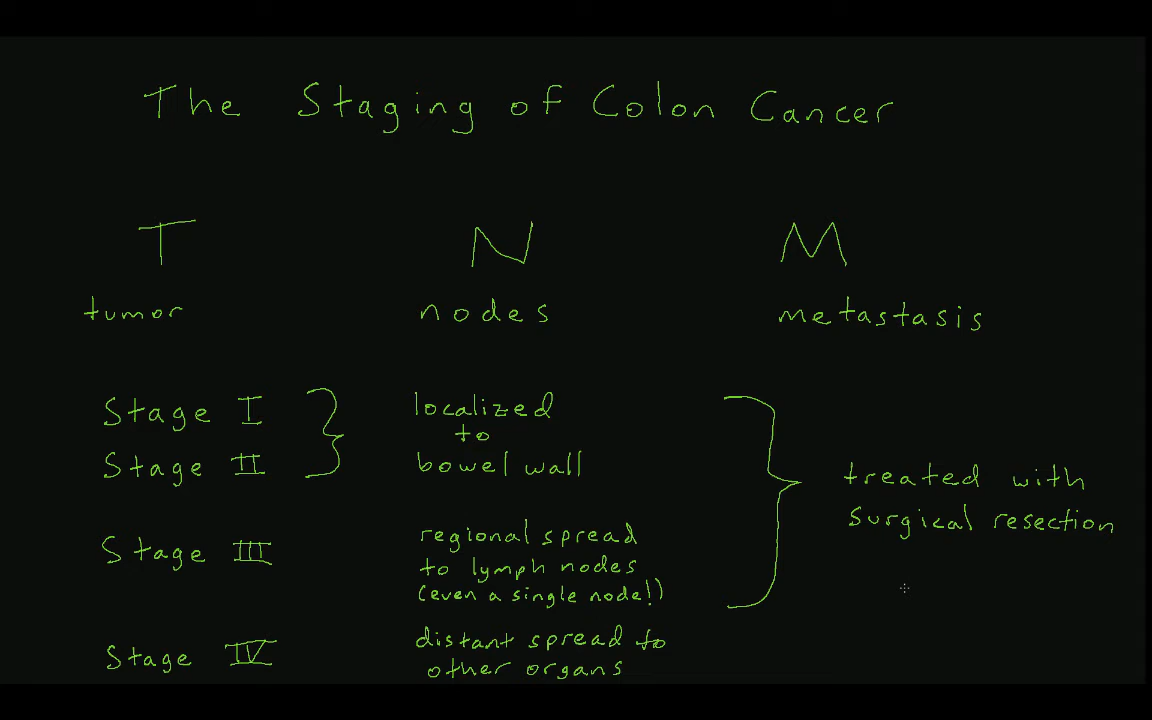 The Staging of Colon Cancer
T N M
tumor nodes metastasis
Stage I
Stage II
localized
to
bowel wall
Stage III
regional spread
to lymph nodes
(even a single node!)
treated with
surgical resection
Stage IV
distant spread to
other organs